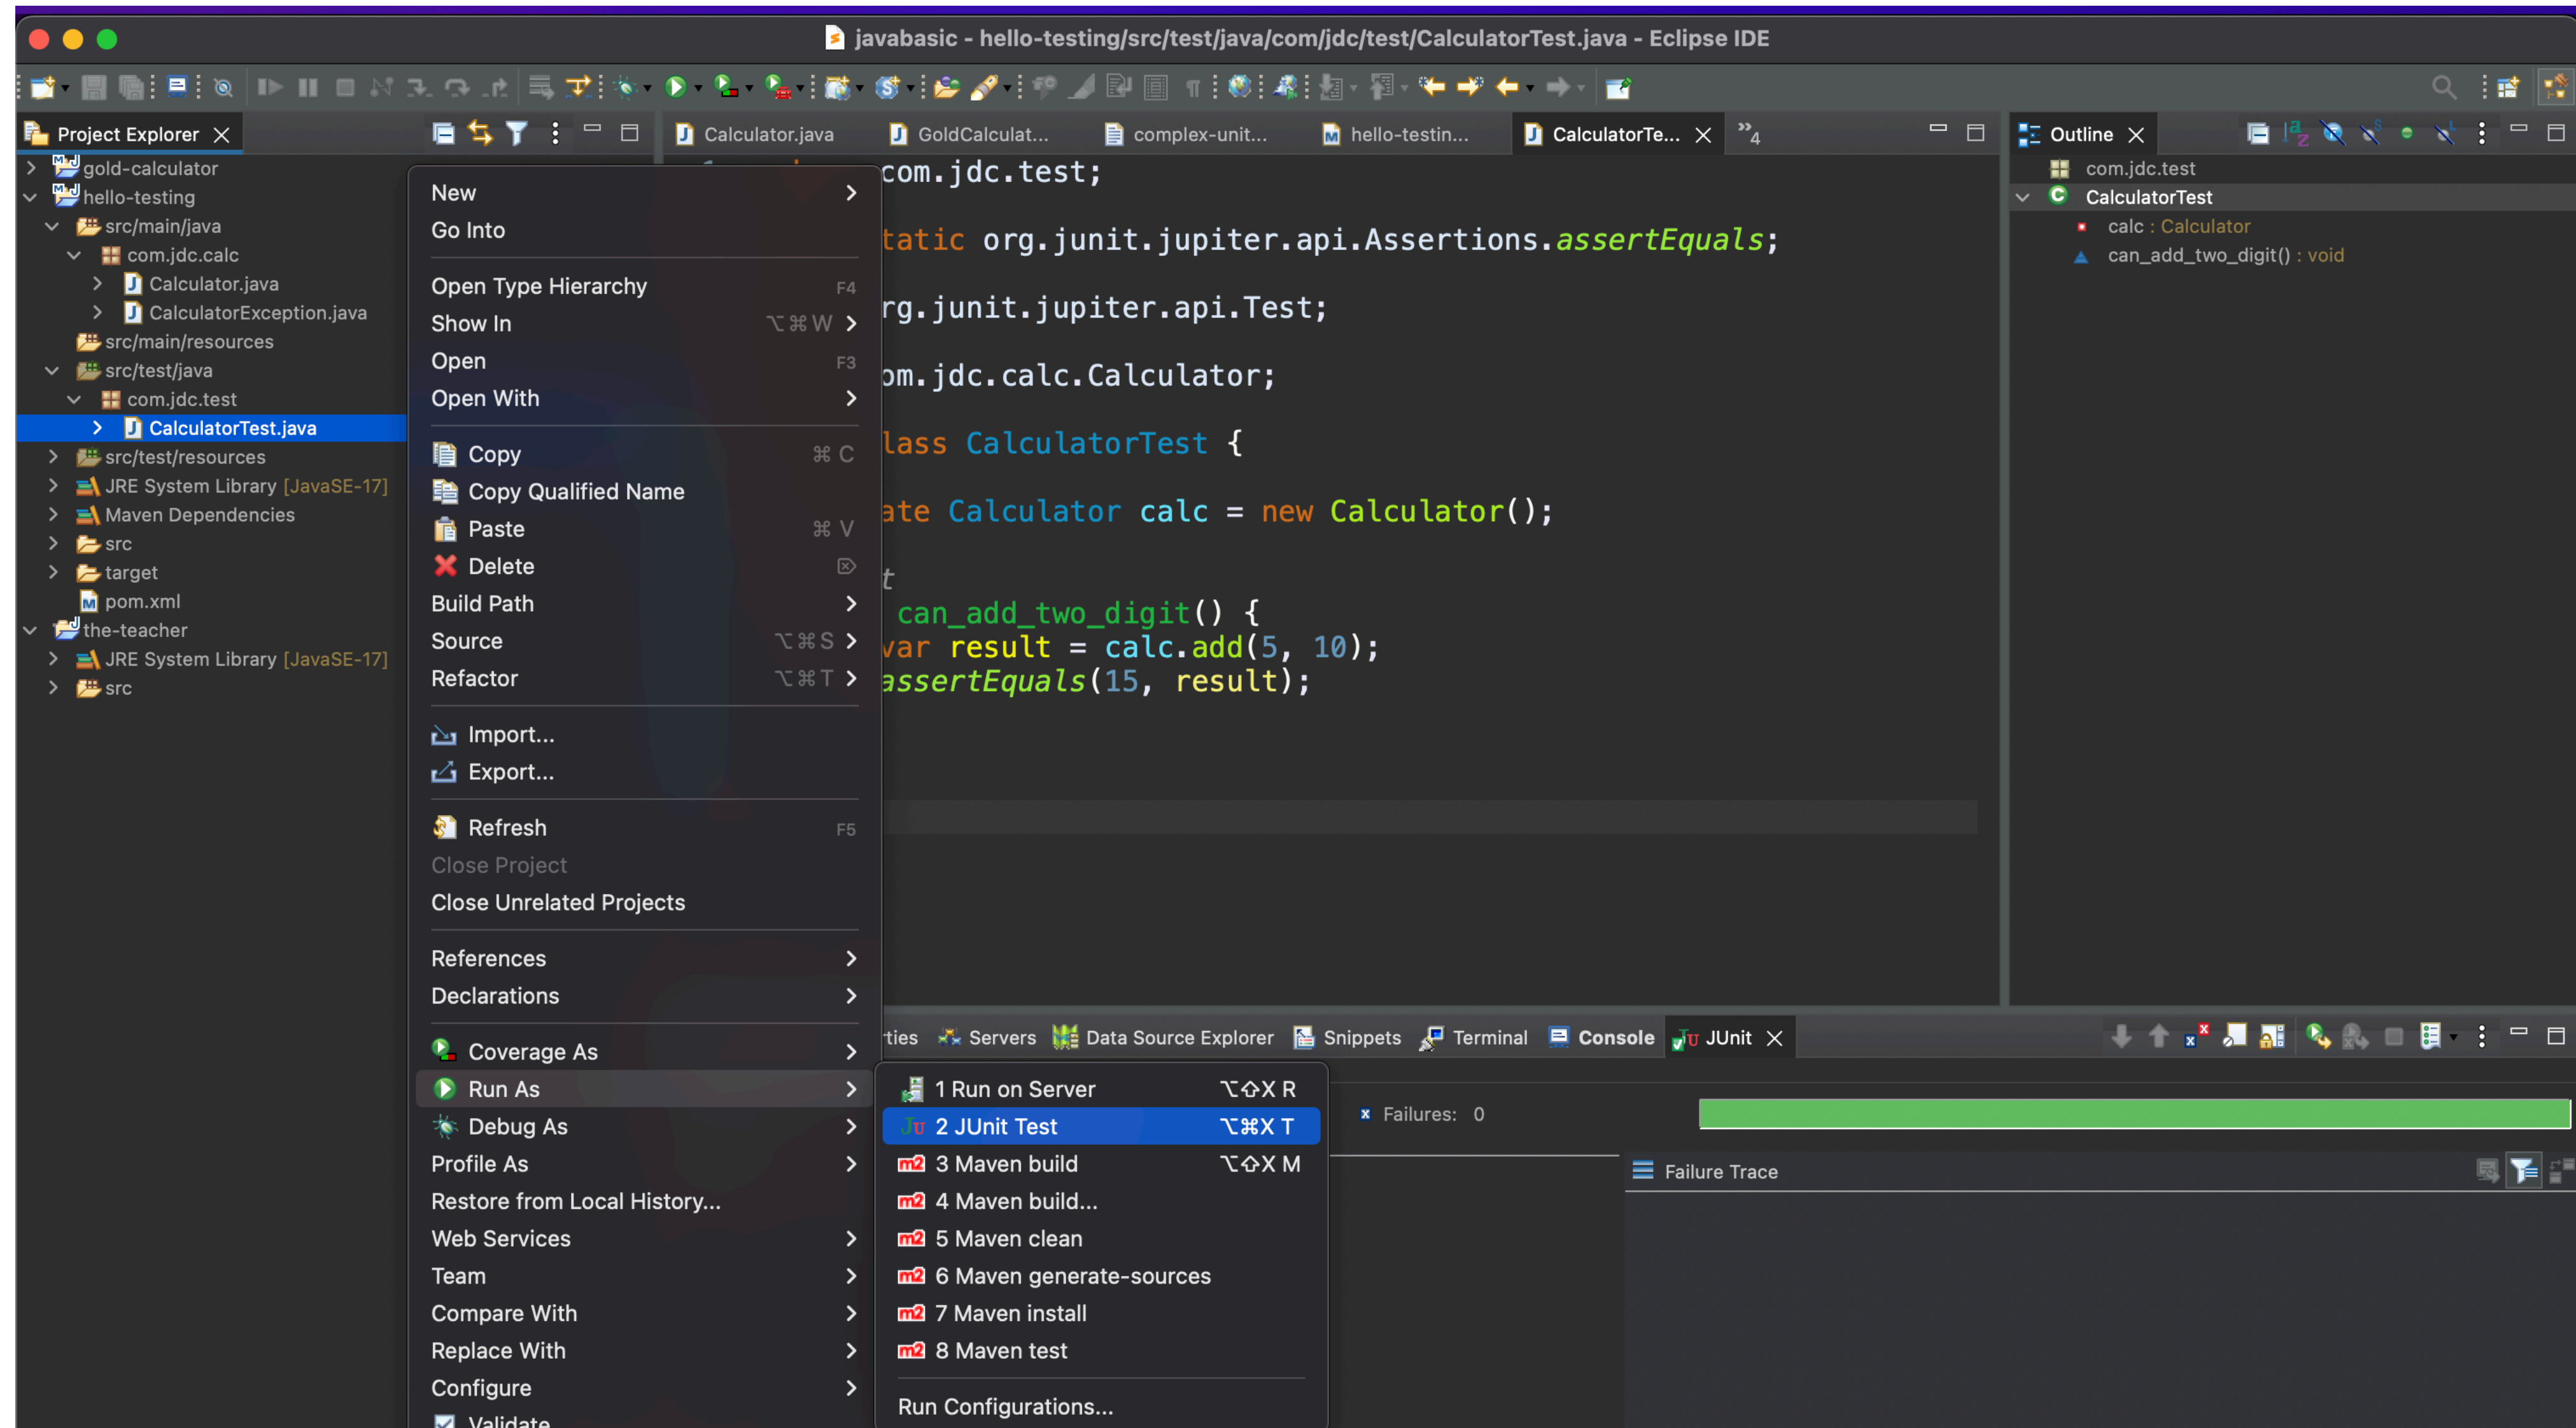 javabasic - hello-testing/src/test/java/com/jdc/test/CalculatorTest.java - Eclipse IDE
Project Explorer
gold-calculator
hello-testing
src/main/java
com.jdc.calc
Calculator.java
CalculatorException.java
src/main/resources
src/test/java
com.jdc.test
CalculatorTest.java
src/test/resources
JRE System Library [JavaSE-17]
Maven Dependencies
src
target
pom.xml
the-teacher
JRE System Library [JavaSE-17]
src
New
Go Into
Open Type Hierarchy F4
Show In ⌥⌘W
Open F3
Open With
Copy ⌘ C
Copy Qualified Name
Paste ⌘ V
Delete ⌦
Build Path
Source ⌥⌘S
Refactor ⌥⌘T
Import...
Export...
Refresh F5
Close Project
Close Unrelated Projects
References
Declarations
Coverage As
Run As
Debug As
Profile As
Restore from Local History...
Web Services
Team
Compare With
Replace With
Configure
Validate
1 Run on Server ⌥⇧X R
2 JUnit Test ⌥⌘X T
3 Maven build ⌥⇧X M
4 Maven build...
5 Maven clean
6 Maven generate-sources
7 Maven install
8 Maven test
Run Configurations...
Calculator.java GoldCalculat... complex-unit... hello-testin... CalculatorTe... »4
com.jdc.test;
tatic org.junit.jupiter.api.Assertions.assertEquals;
rg.junit.jupiter.api.Test;
om.jdc.calc.Calculator;
lass CalculatorTest {
ate Calculator calc = new Calculator();
t
can_add_two_digit() {
var result = calc.add(5, 10);
assertEquals(15, result);
Outline
com.jdc.test
CalculatorTest
calc : Calculator
can_add_two_digit() : void
rties Servers Data Source Explorer Snippets Terminal Console JUnit
Failures: 0
Failure Trace